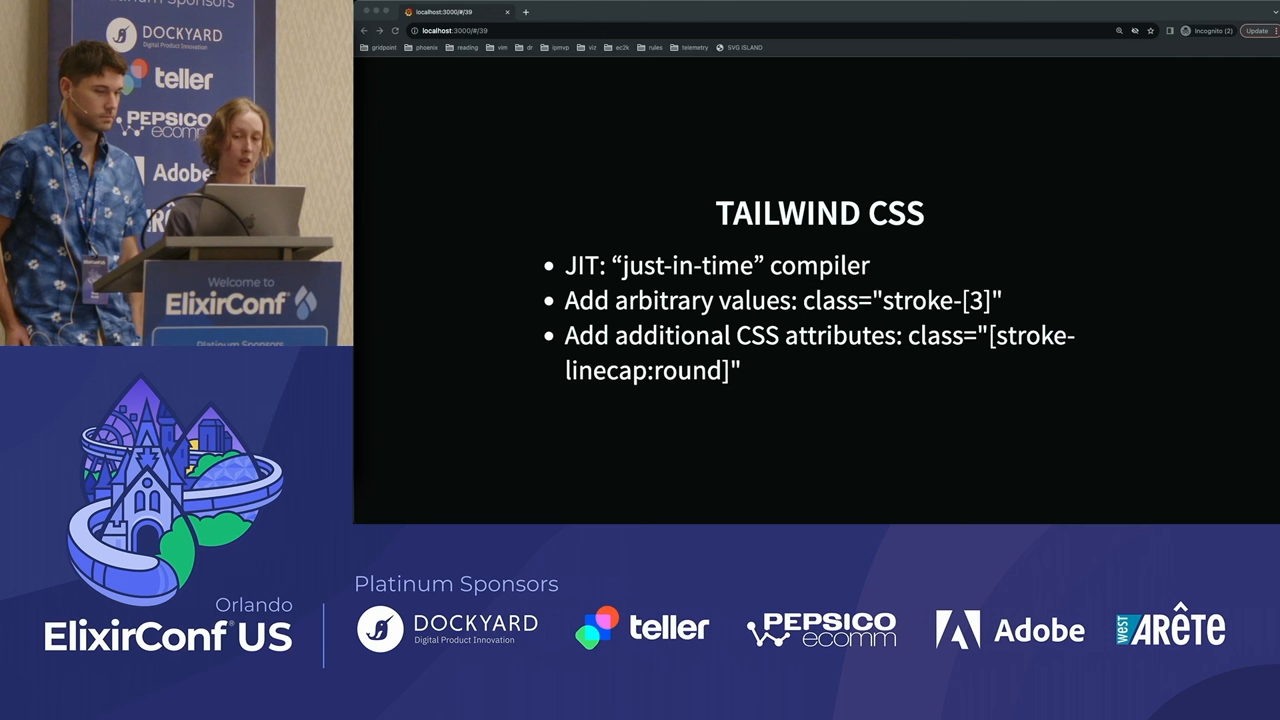 Platinum Sponsors
DOCKYARD
Digital Product Innovation
teller
PEPSICO
ecomm
Adobe
Welcome to
ElixirConf
Platinum Sponsors
localhost:3000/#/39
localhost:3000/#/39
Incognito (2)
Update
gridpoint
phoenix
reading
vim
dr
ipmvp
viz
ec2k
rules
telemetry
SVG ISLAND
TAILWIND CSS
• JIT: “just-in-time” compiler
• Add arbitrary values: class="stroke-[3]"
• Add additional CSS attributes: class="[stroke-
linecap:round]"
Orlando
ElixirConf® US
Platinum Sponsors
DOCKYARD
Digital Product Innovation
teller
PEPSICO
ecomm
Adobe
west ARÊTE